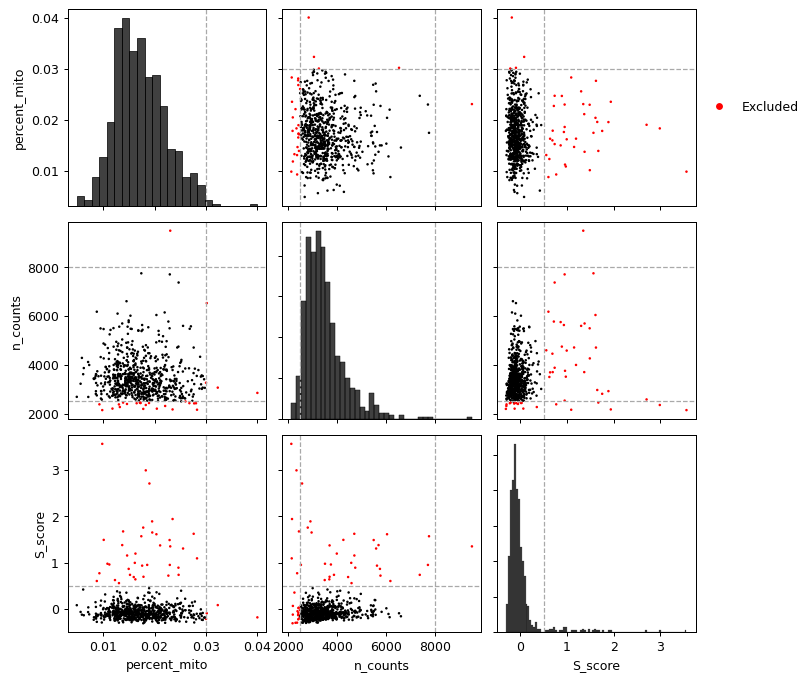 0.04
0.03
0.02
0.01
percent_mito
Excluded
8000
6000
4000
2000
n_counts
3
2
1
0
S_score
0.01 0.02 0.03 0.04
percent_mito
2000 4000 6000 8000
n_counts
0 1 2 3
S_score